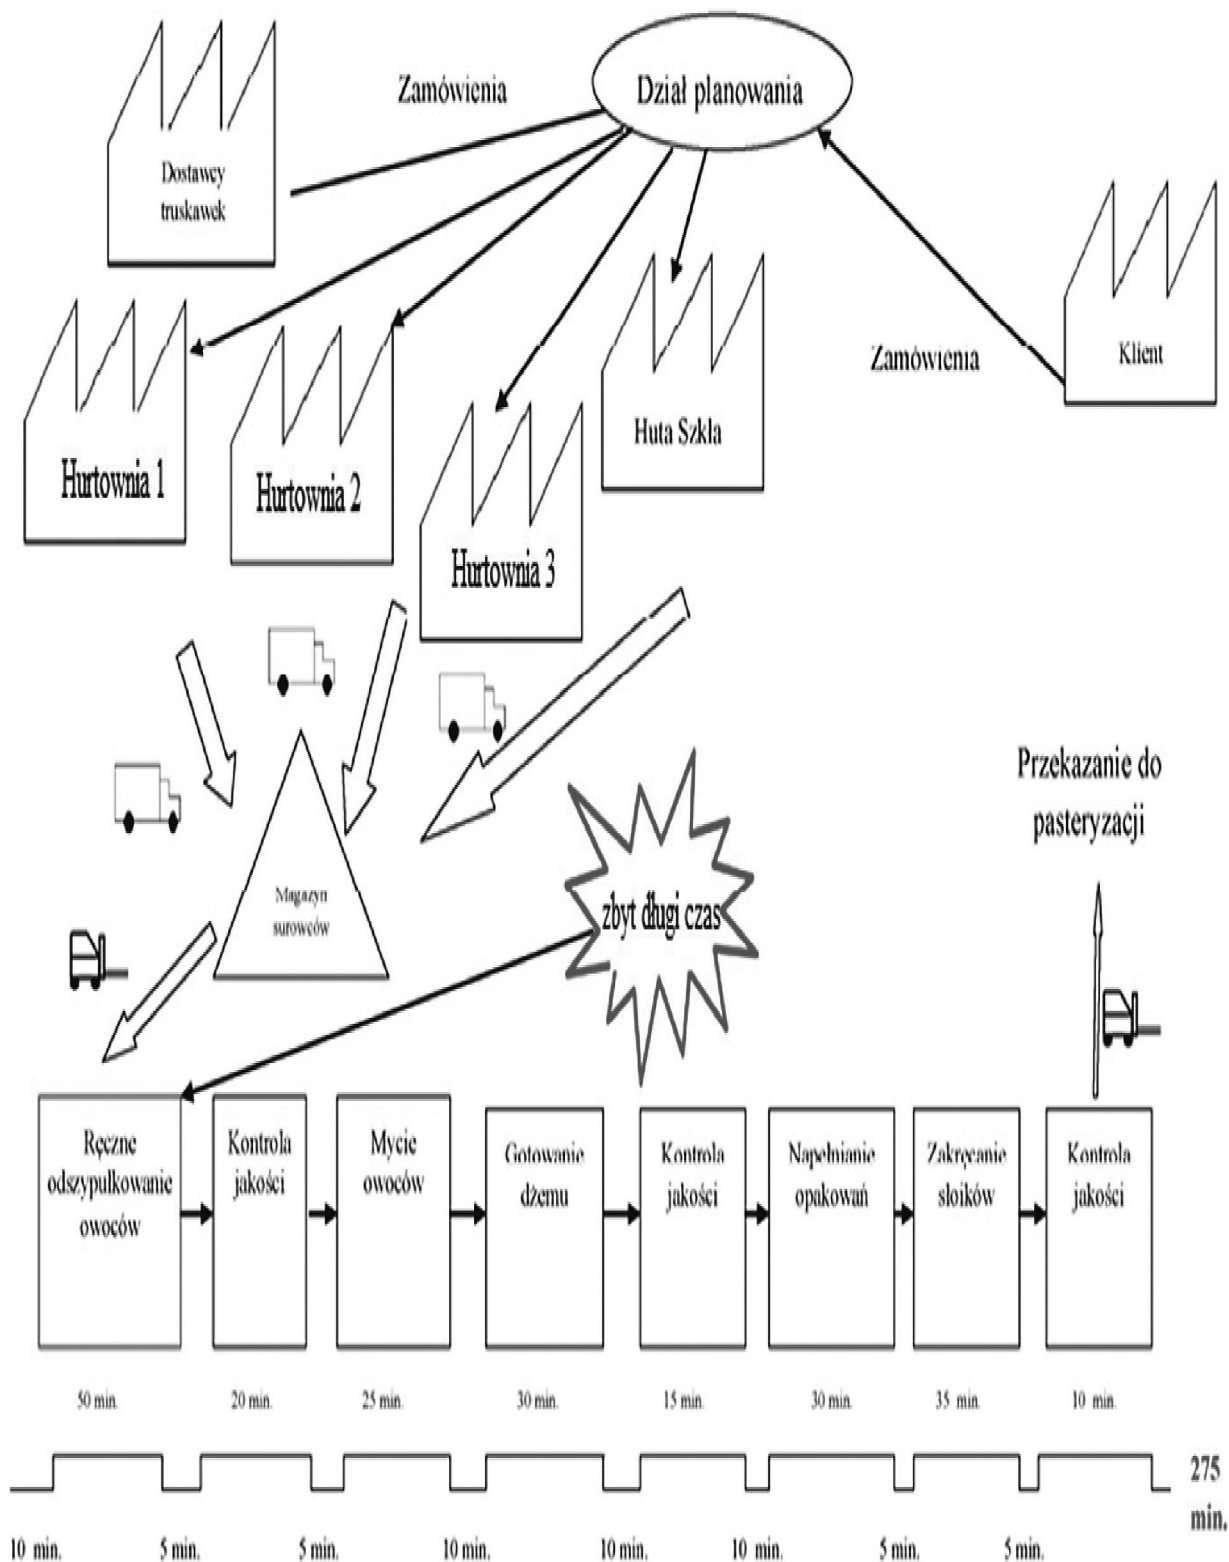 Zamówienia
Dział planowania
Dostawcy
truskawek
Zamówienia
Klient
Huta Szkła
Hurtownia 1
Hurtownia 2
Hurtownia 3
Magazyn
surowców
zbyt długi czas
Przekazanie do
pasteryzacji
Ręczne
odszypułkowanie
owoców
Kontrola
jakości
Mycie
owoców
Gotowanie
dżemu
Kontrola
jakości
Napełnianie
opakowań
Zakręcanie
słoików
Kontrola
jakości
50 min.
20 min.
25 min.
30 min.
15 min.
30 min.
35 min.
10 min.
275
min.
10 min.
5 min.
5 min.
10 min.
10 min.
10 min.
5 min.
5 min.